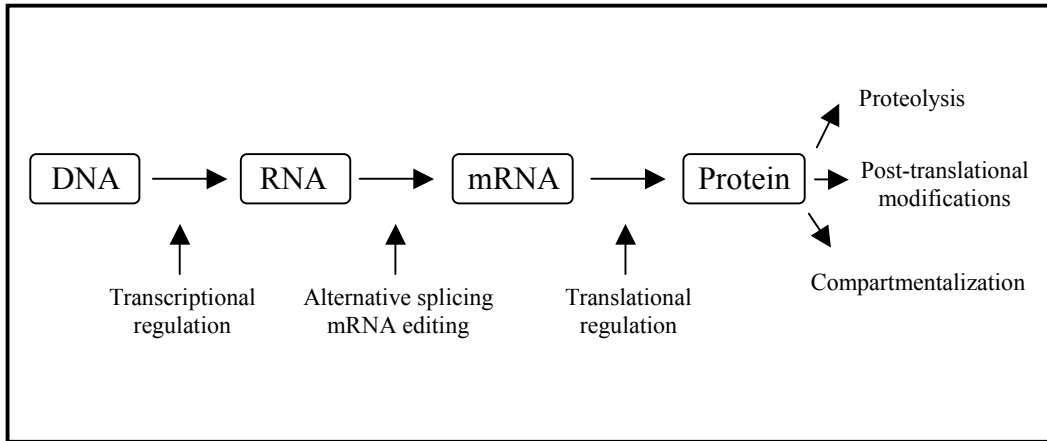 DNA
RNA
mRNA
Protein
Proteolysis
Post-translational
modifications
Compartmentalization
Transcriptional
regulation
Alternative splicing
mRNA editing
Translational
regulation